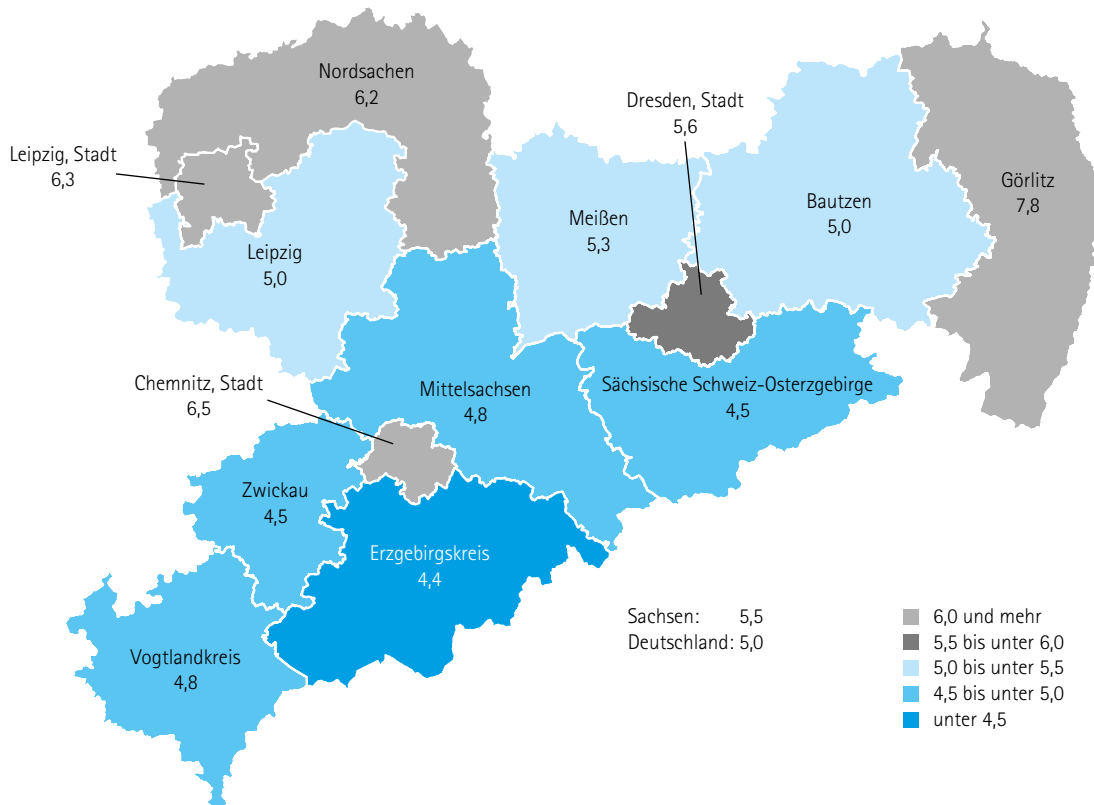 Nordsachen
6,2
Dresden, Stadt
5,6
Leipzig, Stadt
6,3
Görlitz
7,8
Bautzen
5,0
Meißen
5,3
Leipzig
5,0
Chemnitz, Stadt
6,5
Mittelsachsen
4,8
Sächsische Schweiz-Osterzgebirge
4,5
Zwickau
4,5
Erzgebirgskreis
4,4
Vogtlandkreis
4,8
Sachsen: 5,5
Deutschland: 5,0
6,0 und mehr
5,5 bis unter 6,0
5,0 bis unter 5,5
4,5 bis unter 5,0
unter 4,5